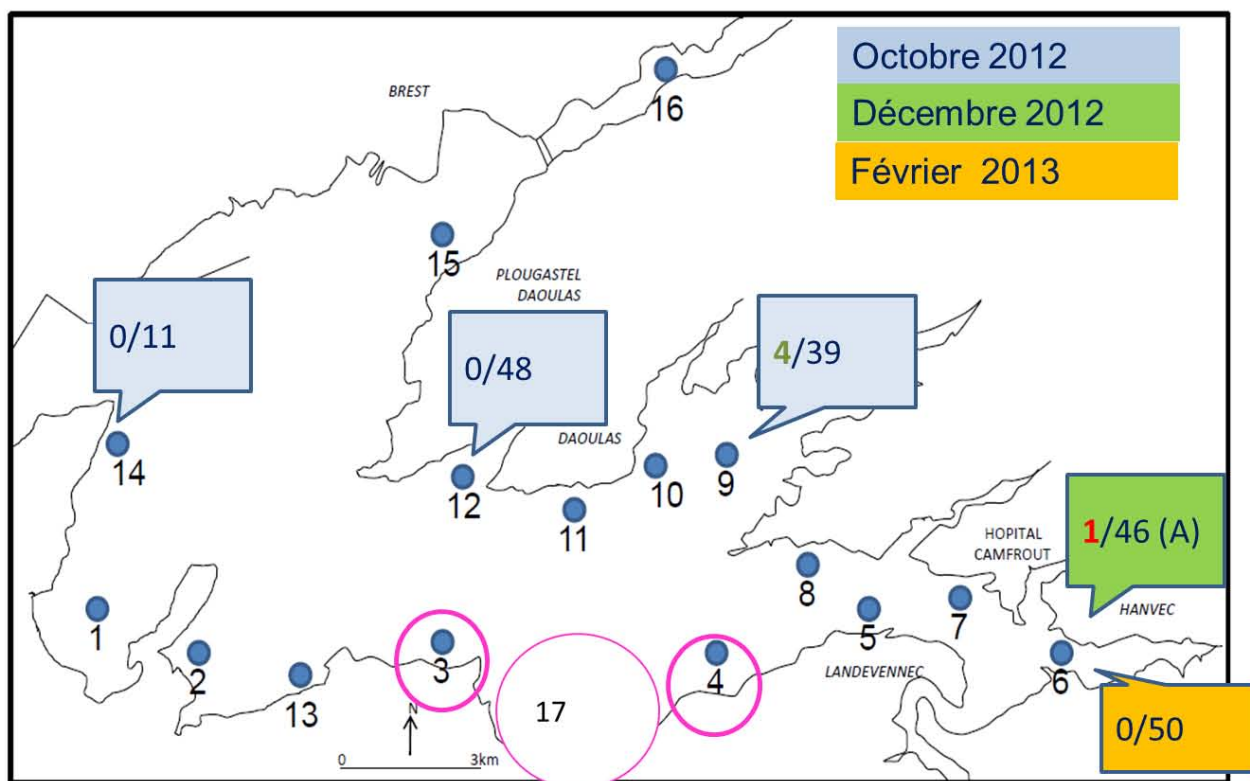 Octobre 2012
Décembre 2012
Février 2013
BREST
16
15
PLOUGASTEL
DAOULAS
0/11
0/48
4/39
DAOULAS
14
12
10
9
11
HOPITAL
CAMFROUT
1/46 (A)
HANVEC
8
1
5
7
2
3
4
LANDEVENNEC
6
13
N
17
0/50
0
3km